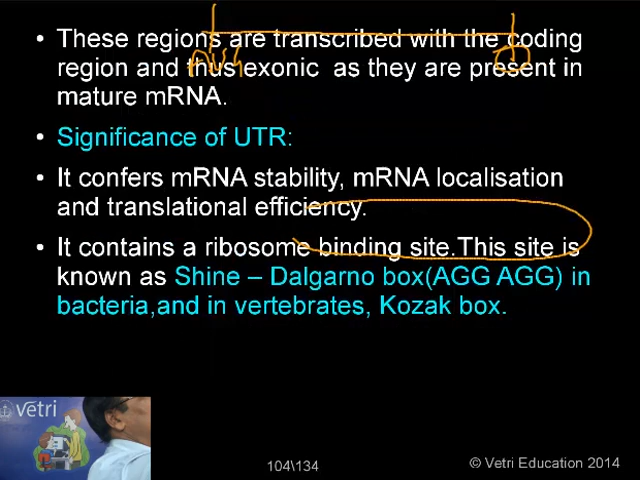 • These regions are transcribed with the coding
region and thus exonic as they are present in
mature mRNA.
• Significance of UTR:
• It confers mRNA stability, mRNA localisation
and translational efficiency.
• It contains a ribosome binding site.This site is
known as Shine – Dalgarno box(AGG AGG) in
bacteria,and in vertebrates, Kozak box.
vetri
104\134
© Vetri Education 2014